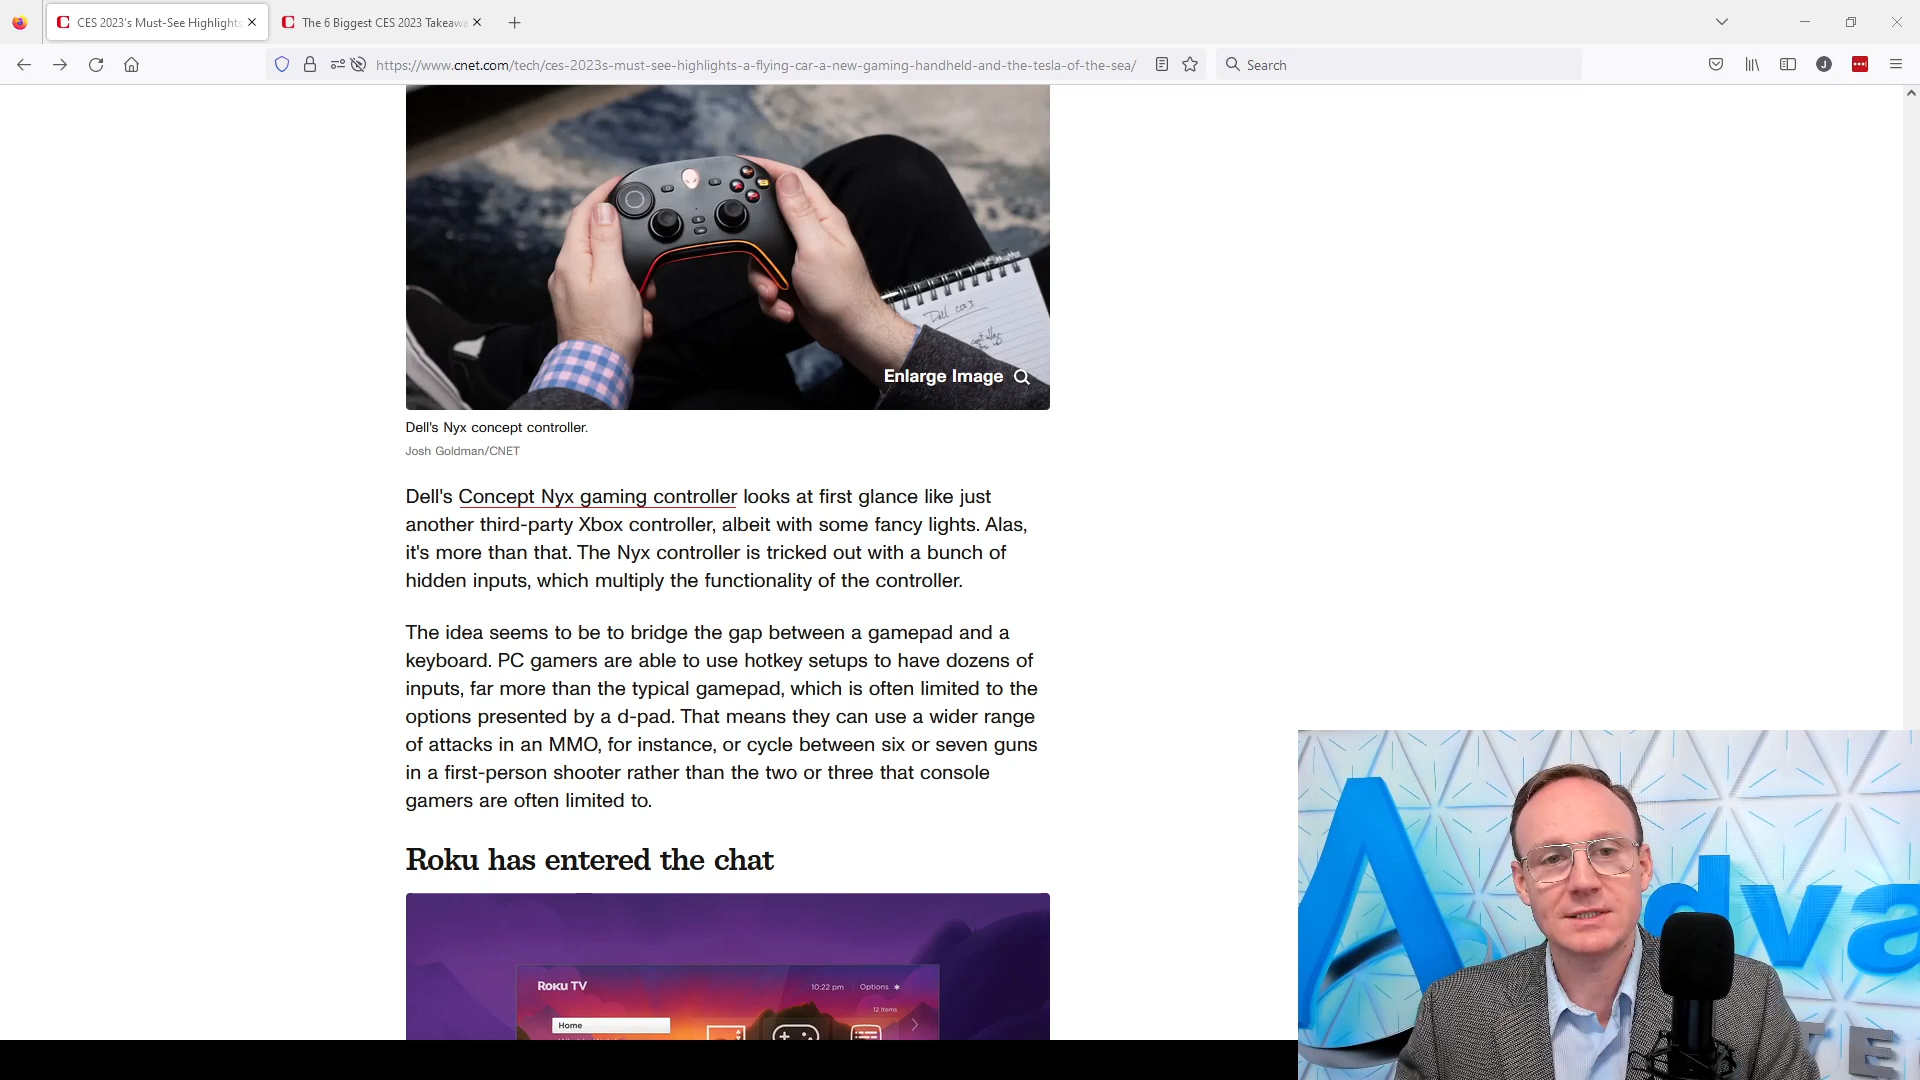 CES 2023's Must-See Highlights
The 6 Biggest CES 2023 Takeawa
https://www.cnet.com/tech/ces-2023s-must-see-highlights-a-flying-car-a-new-gaming-handheld-and-the-tesla-of-the-sea/
Search
J
Dell
Enlarge Image
Dell's Nyx concept controller.
Josh Goldman/CNET
Dell's Concept Nyx gaming controller looks at first glance like just
another third-party Xbox controller, albeit with some fancy lights. Alas,
it's more than that. The Nyx controller is tricked out with a bunch of
hidden inputs, which multiply the functionality of the controller.
The idea seems to be to bridge the gap between a gamepad and a
keyboard. PC gamers are able to use hotkey setups to have dozens of
inputs, far more than the typical gamepad, which is often limited to the
options presented by a d-pad. That means they can use a wider range
of attacks in an MMO, for instance, or cycle between six or seven guns
in a first-person shooter rather than the two or three that console
gamers are often limited to.
Roku has entered the chat
ROKU TV
10:22 pm
Options
12 Items
Home
Adva
TE